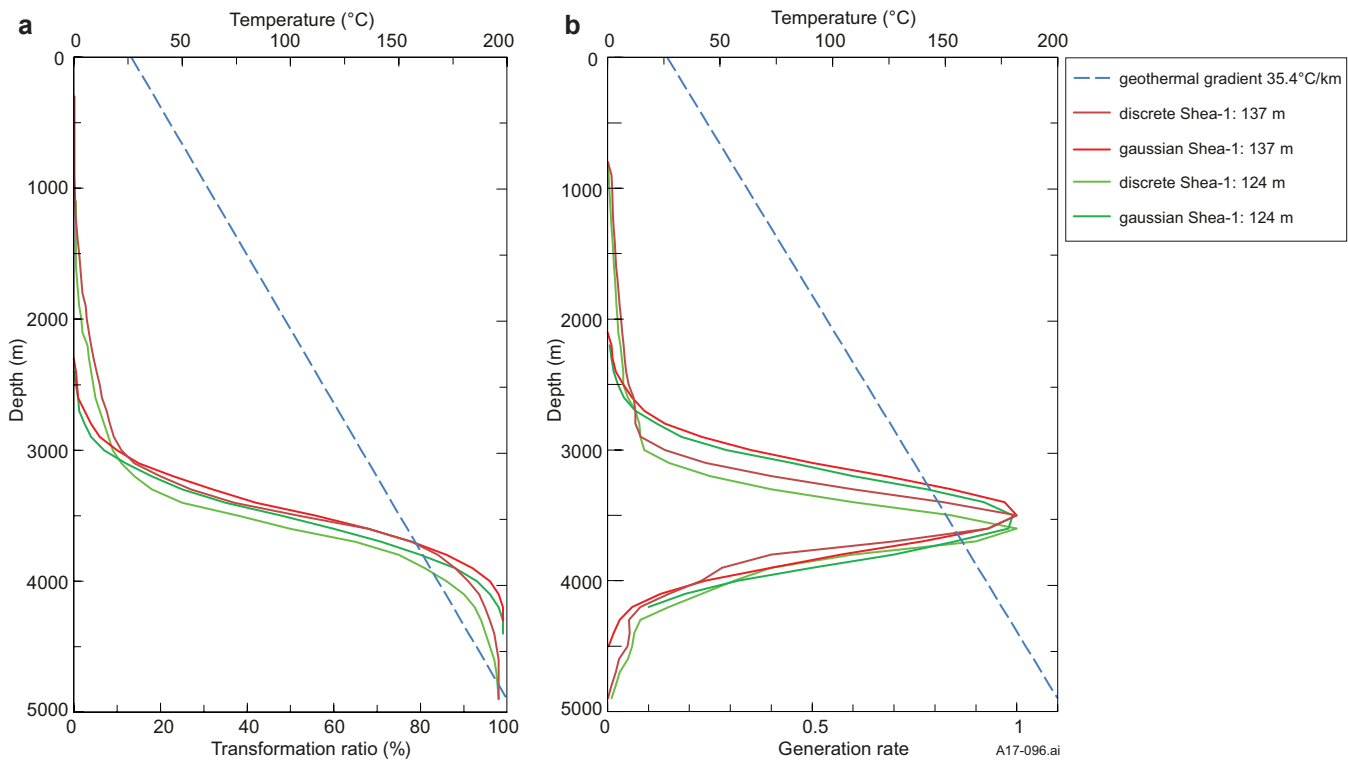 a
Temperature (°C)
0 50 100 150 200
0
1000
2000
3000
4000
5000
Depth (m)
0 20 40 60 80 100
Transformation ratio (%)
b
Temperature (°C)
0 50 100 150 200
0
1000
2000
3000
4000
5000
Depth (m)
0 0.5 1
Generation rate
geothermal gradient 35.4°C/km
discrete Shea-1: 137 m
gaussian Shea-1: 137 m
discrete Shea-1: 124 m
gaussian Shea-1: 124 m
A17-096.ai